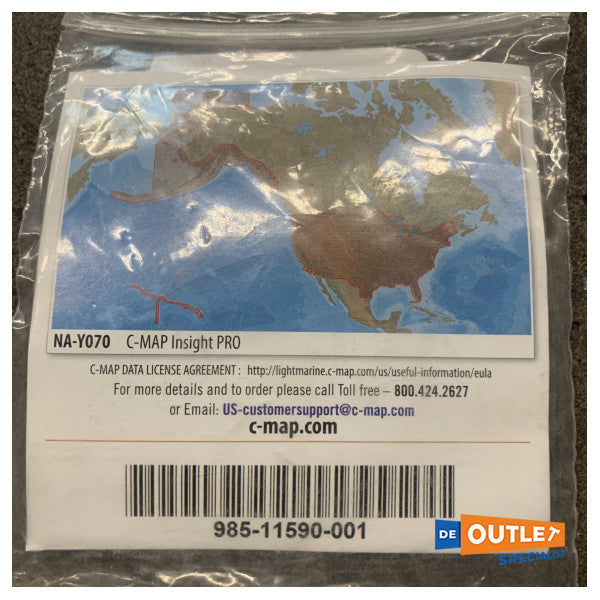 NA-Y070 C-MAP Insight PRO
C-MAP DATA LICENSE AGREEMENT : http://lightmarine.c-map.com/us/useful-information/eula
For more details and to order please call Toll free – 800.424.2627
or Email: US-customersupport@c-map.com
c-map.com
985-11590-001
DE OUTLET
SPECIALIST